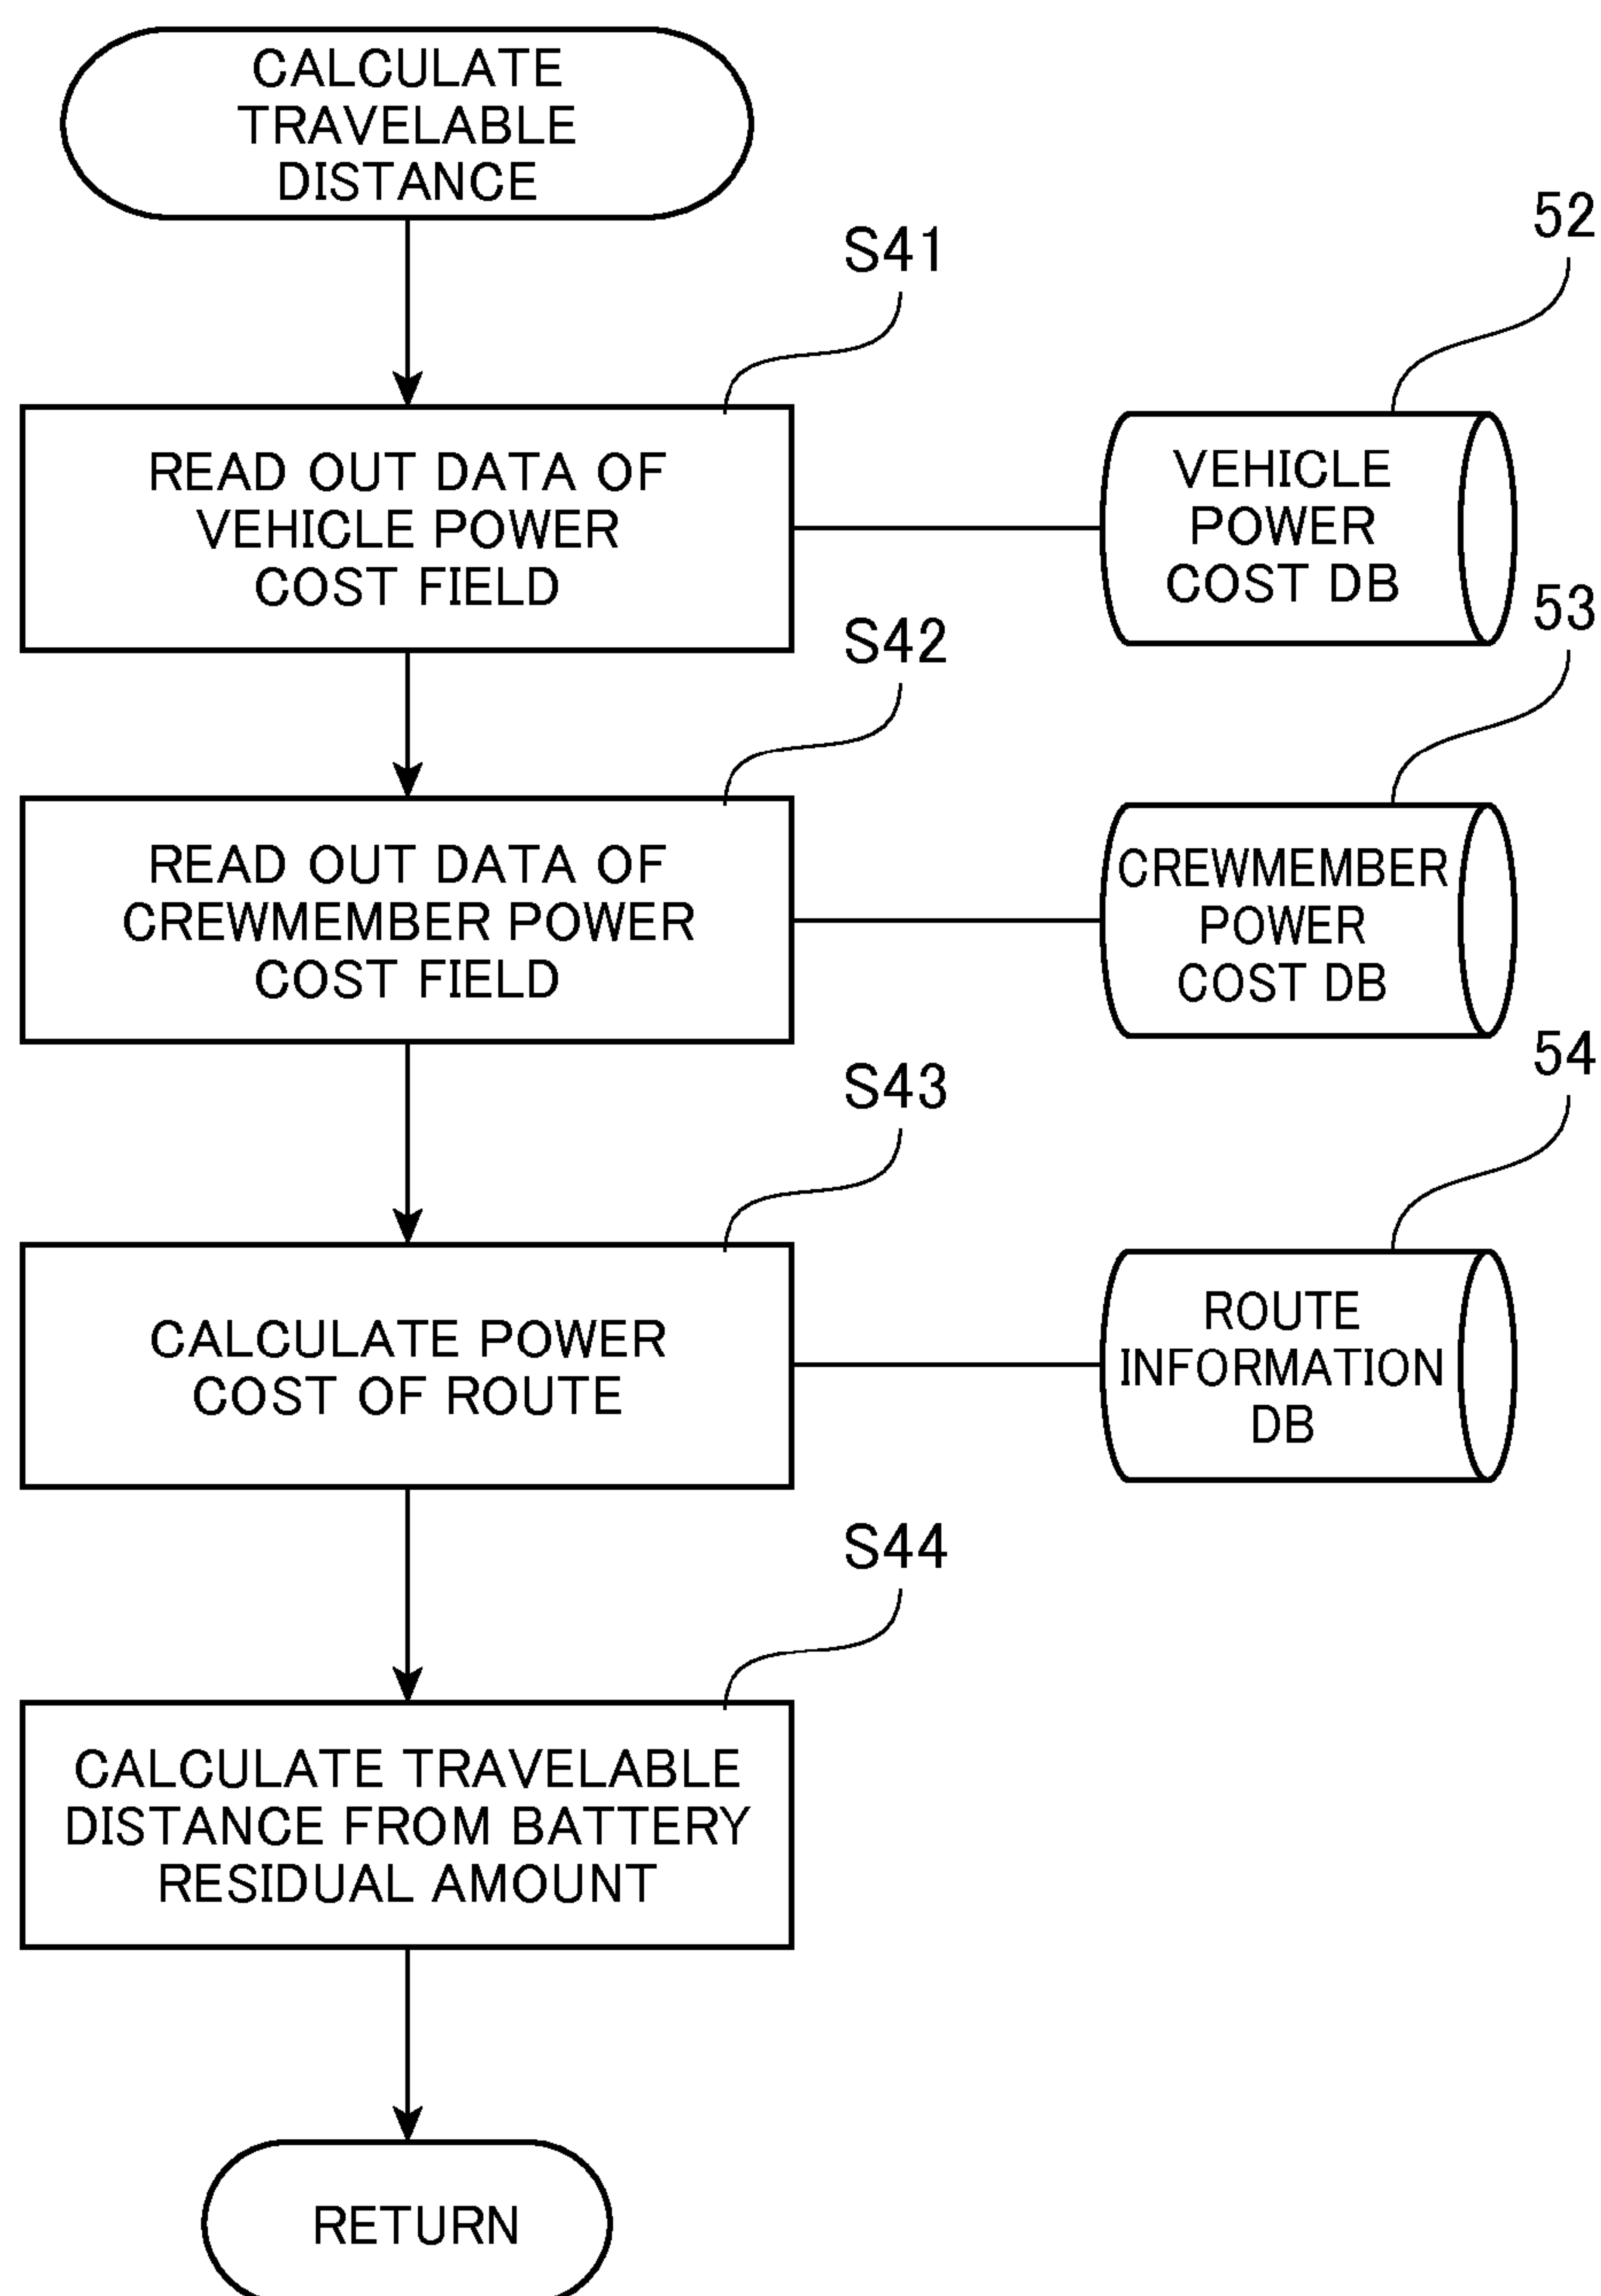 CALCULATE
TRAVELABLE
DISTANCE
S41
52
READ OUT DATA OF
VEHICLE POWER
COST FIELD
VEHICLE
POWER
COST DB
S42
53
READ OUT DATA OF
CREWMEMBER POWER
COST FIELD
CREWMEMBER
POWER
COST DB
S43
54
CALCULATE POWER
COST OF ROUTE
ROUTE
INFORMATION
DB
S44
CALCULATE TRAVELABLE
DISTANCE FROM BATTERY
RESIDUAL AMOUNT
RETURN